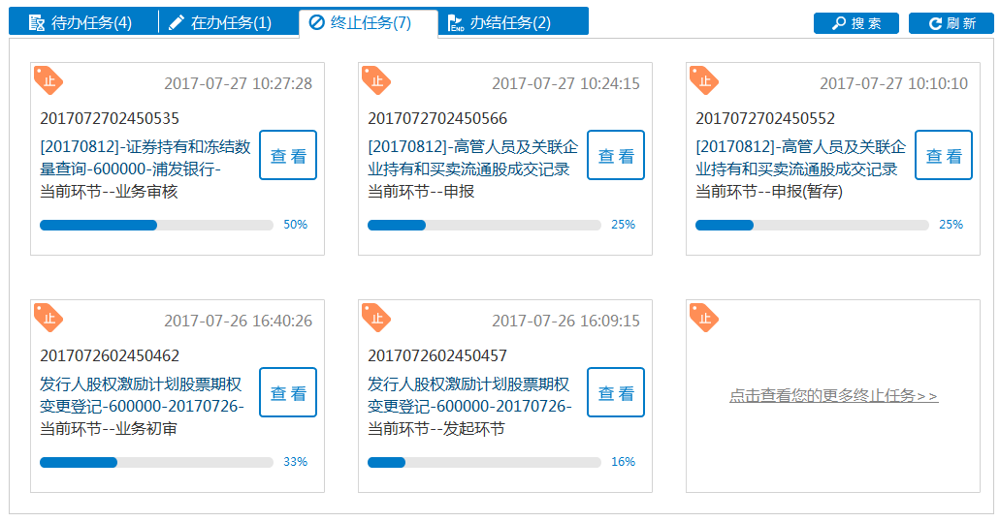 待办任务(4) 在办任务(1) 终止任务(7) END 办结任务(2) 搜 索 刷 新
止 2017-07-27 10:27:28
2017072702450535
[20170812]-证券持有和冻结数
量查询-600000-浦发银行-
当前环节--业务审核
查 看
50%
止 2017-07-27 10:24:15
2017072702450566
[20170812]-高管人员及关联企
业持有和买卖流通股成交记录
当前环节--申报
查 看
25%
止 2017-07-27 10:10:10
2017072702450552
[20170812]-高管人员及关联企
业持有和买卖流通股成交记录
当前环节--申报(暂存)
查 看
25%
止 2017-07-26 16:40:26
2017072602450462
发行人股权激励计划股票期权
变更登记-600000-20170726-
当前环节--业务初审
查 看
33%
止 2017-07-26 16:09:15
2017072602450457
发行人股权激励计划股票期权
变更登记-600000-20170726-
当前环节--发起环节
查 看
16%
止
点击查看您的更多终止任务>>